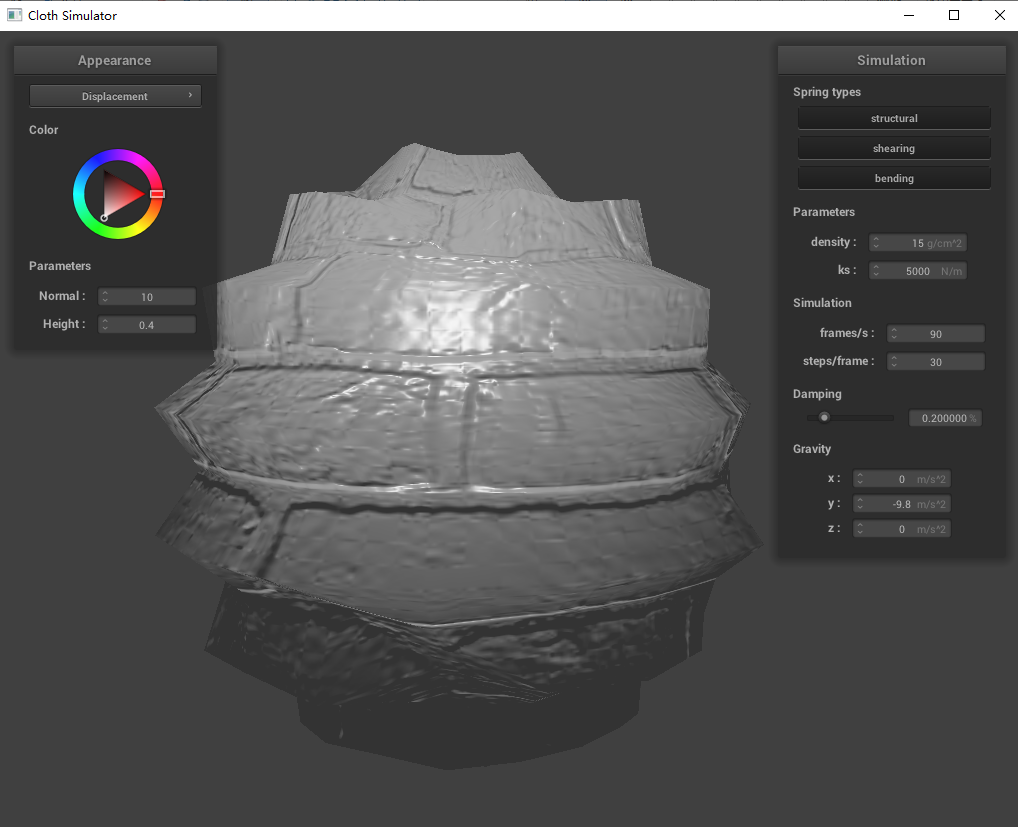 Cloth Simulator
Appearance
Displacement
Color
Parameters
Normal : 10
Height : 0.4
Simulation
Spring types
structural
shearing
bending
Parameters
density : 15 g/cm^2
ks : 5000 N/m
Simulation
frames/s : 90
steps/frame : 30
Damping
0.200000 %
Gravity
x : 0 m/s^2
y : -9.8 m/s^2
z : 0 m/s^2